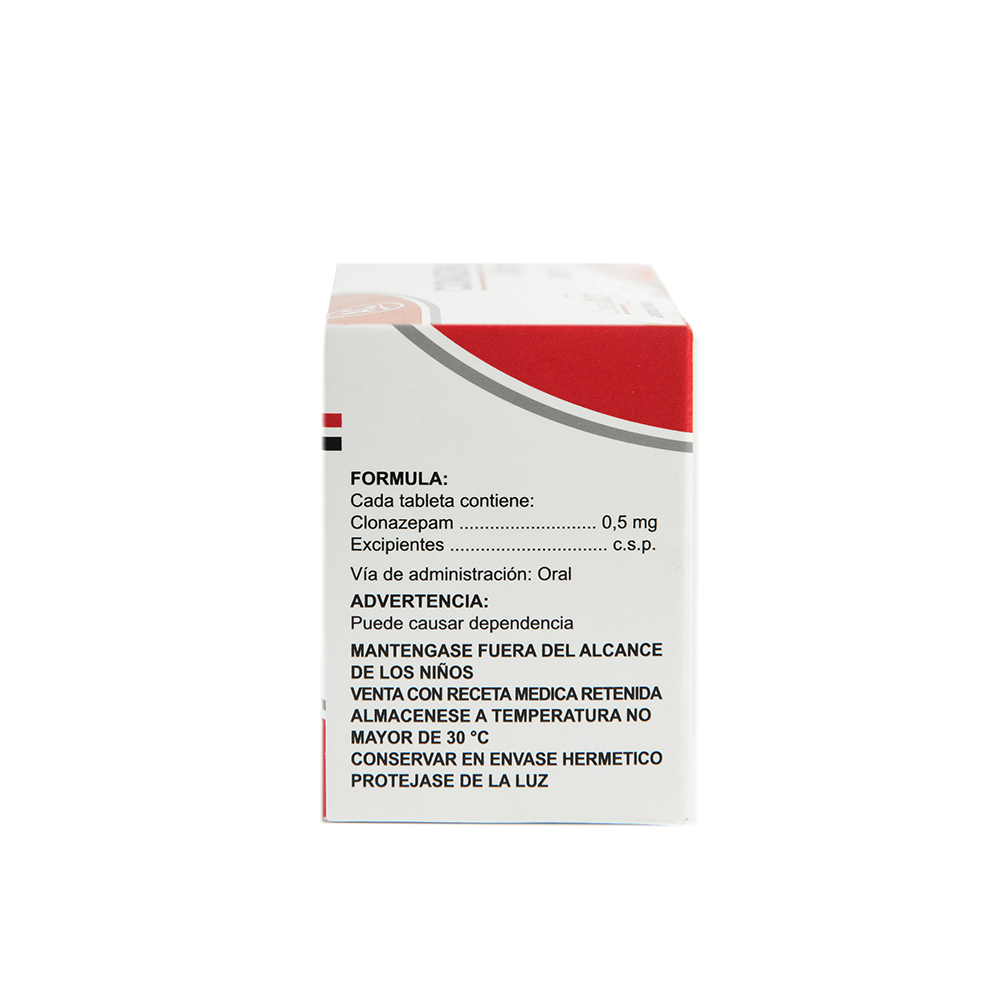 FORMULA:
Cada tableta contiene:
Clonazepam ........................... 0,5 mg
Excipientes ............................... c.s.p.
Vía de administración: Oral
ADVERTENCIA:
Puede causar dependencia
MANTENGASE FUERA DEL ALCANCE
DE LOS NIÑOS
VENTA CON RECETA MEDICA RETENIDA
ALMACENESE A TEMPERATURA NO
MAYOR DE 30 °C
CONSERVAR EN ENVASE HERMETICO
PROTEJASE DE LA LUZ